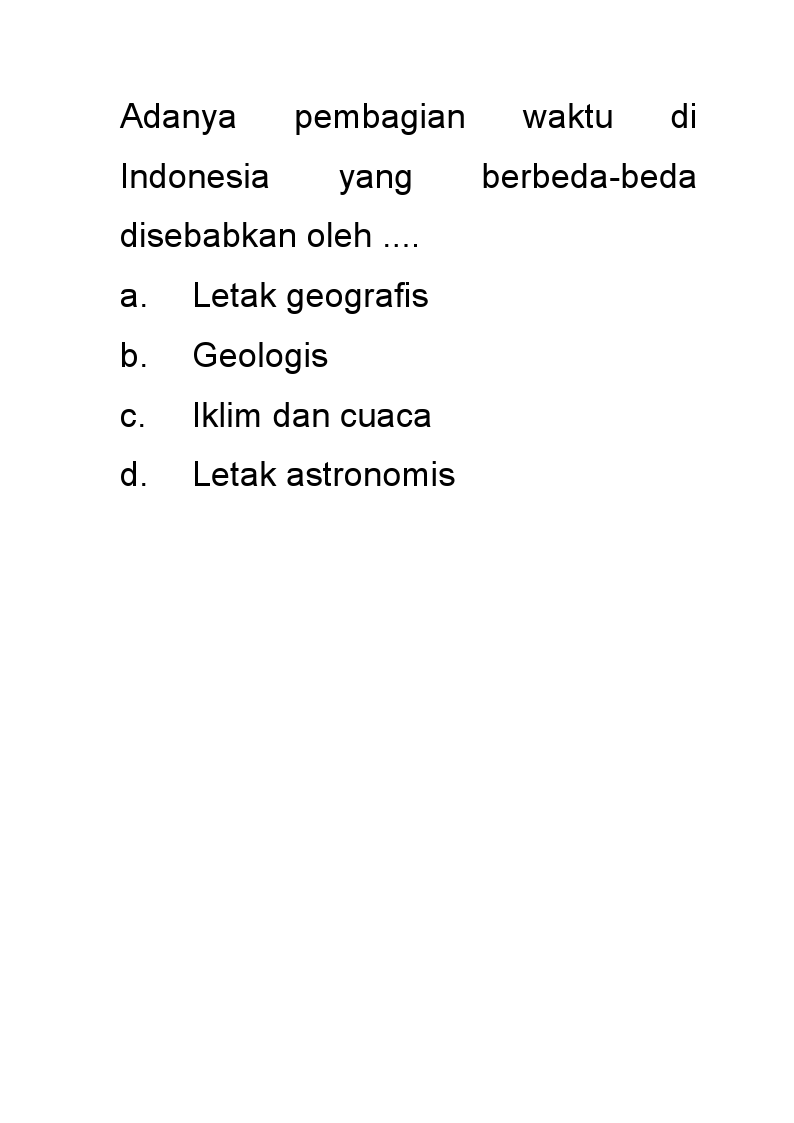 Adanya pembagian waktu di
Indonesia yang berbeda-beda
disebabkan oleh ....
a. Letak geografis
b. Geologis
c. Iklim dan cuaca
d. Letak astronomis